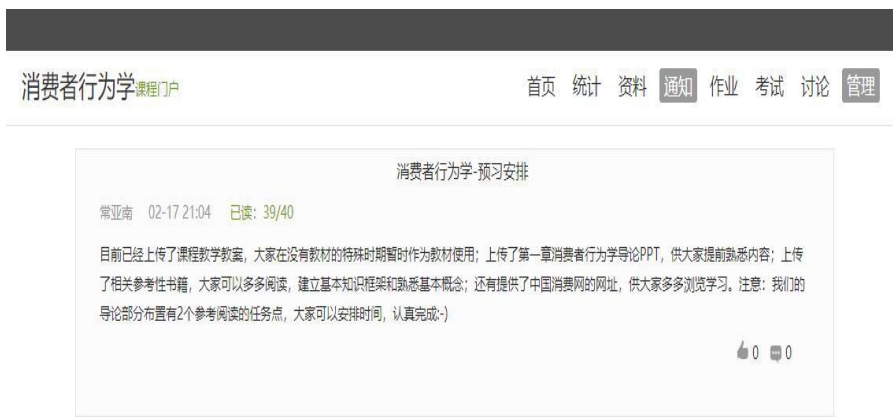 消费者行为学课程门户
首页 统计 资料 通知 作业 考试 讨论 管理
消费者行为学-预习安排
常亚南 02-17 21:04 已读：39/40
目前已经上传了课程教学教案，大家在没有教材的特殊时期暂时作为教材使用；上传了第一章消费者行为学导论PPT，供大家提前熟悉内容；上传
了相关参考性书籍，大家可以多多阅读，建立基本知识框架和熟悉基本概念；还有提供了中国消费网的网址，供大家多多浏览学习。注意：我们的
导论部分布置有2个参考阅读的任务点，大家可以安排时间，认真完成:-)
0 0